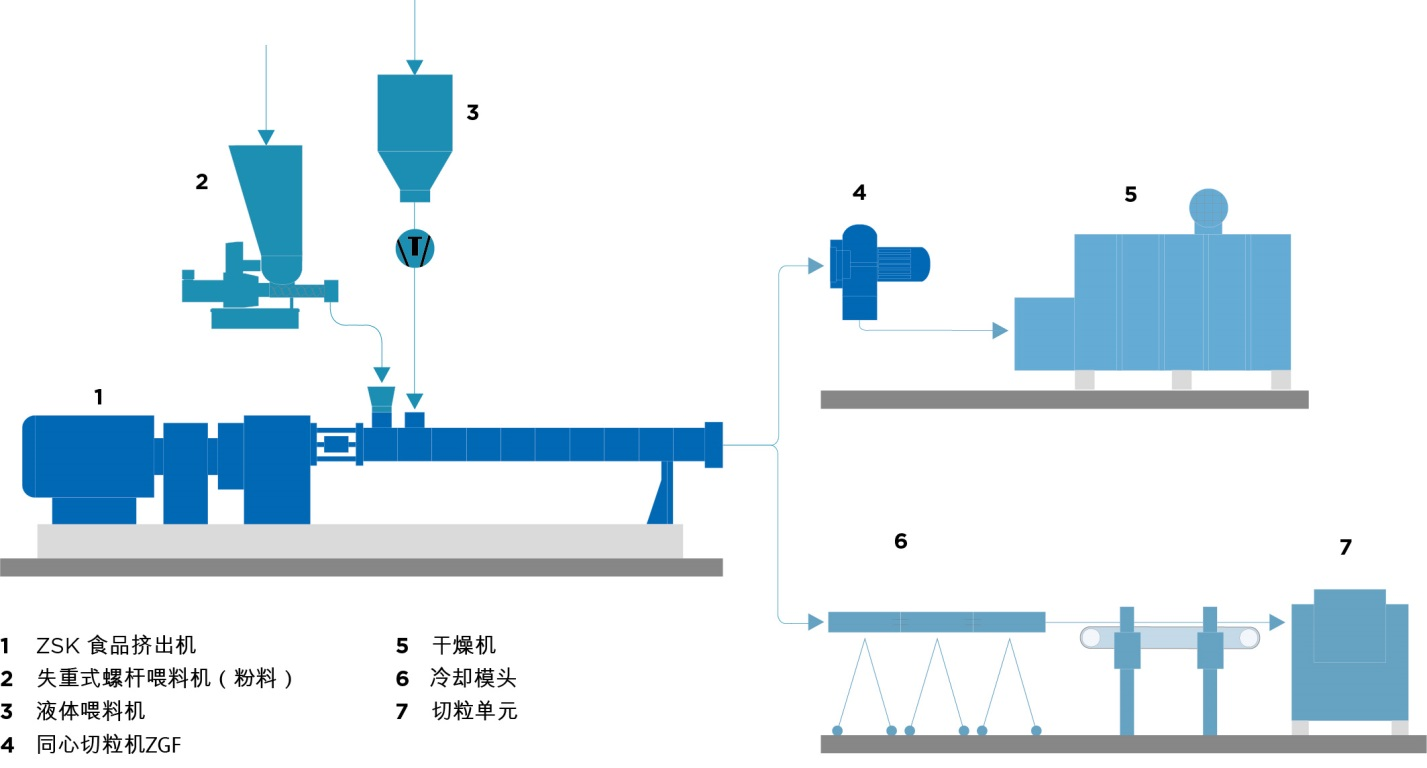 3
2
4
5
1
6
7
1 ZSK 食品挤出机
2 失重式螺杆喂料机（粉料）
3 液体喂料机
4 同心切粒机ZGF
5 干燥机
6 冷却模头
7 切粒单元